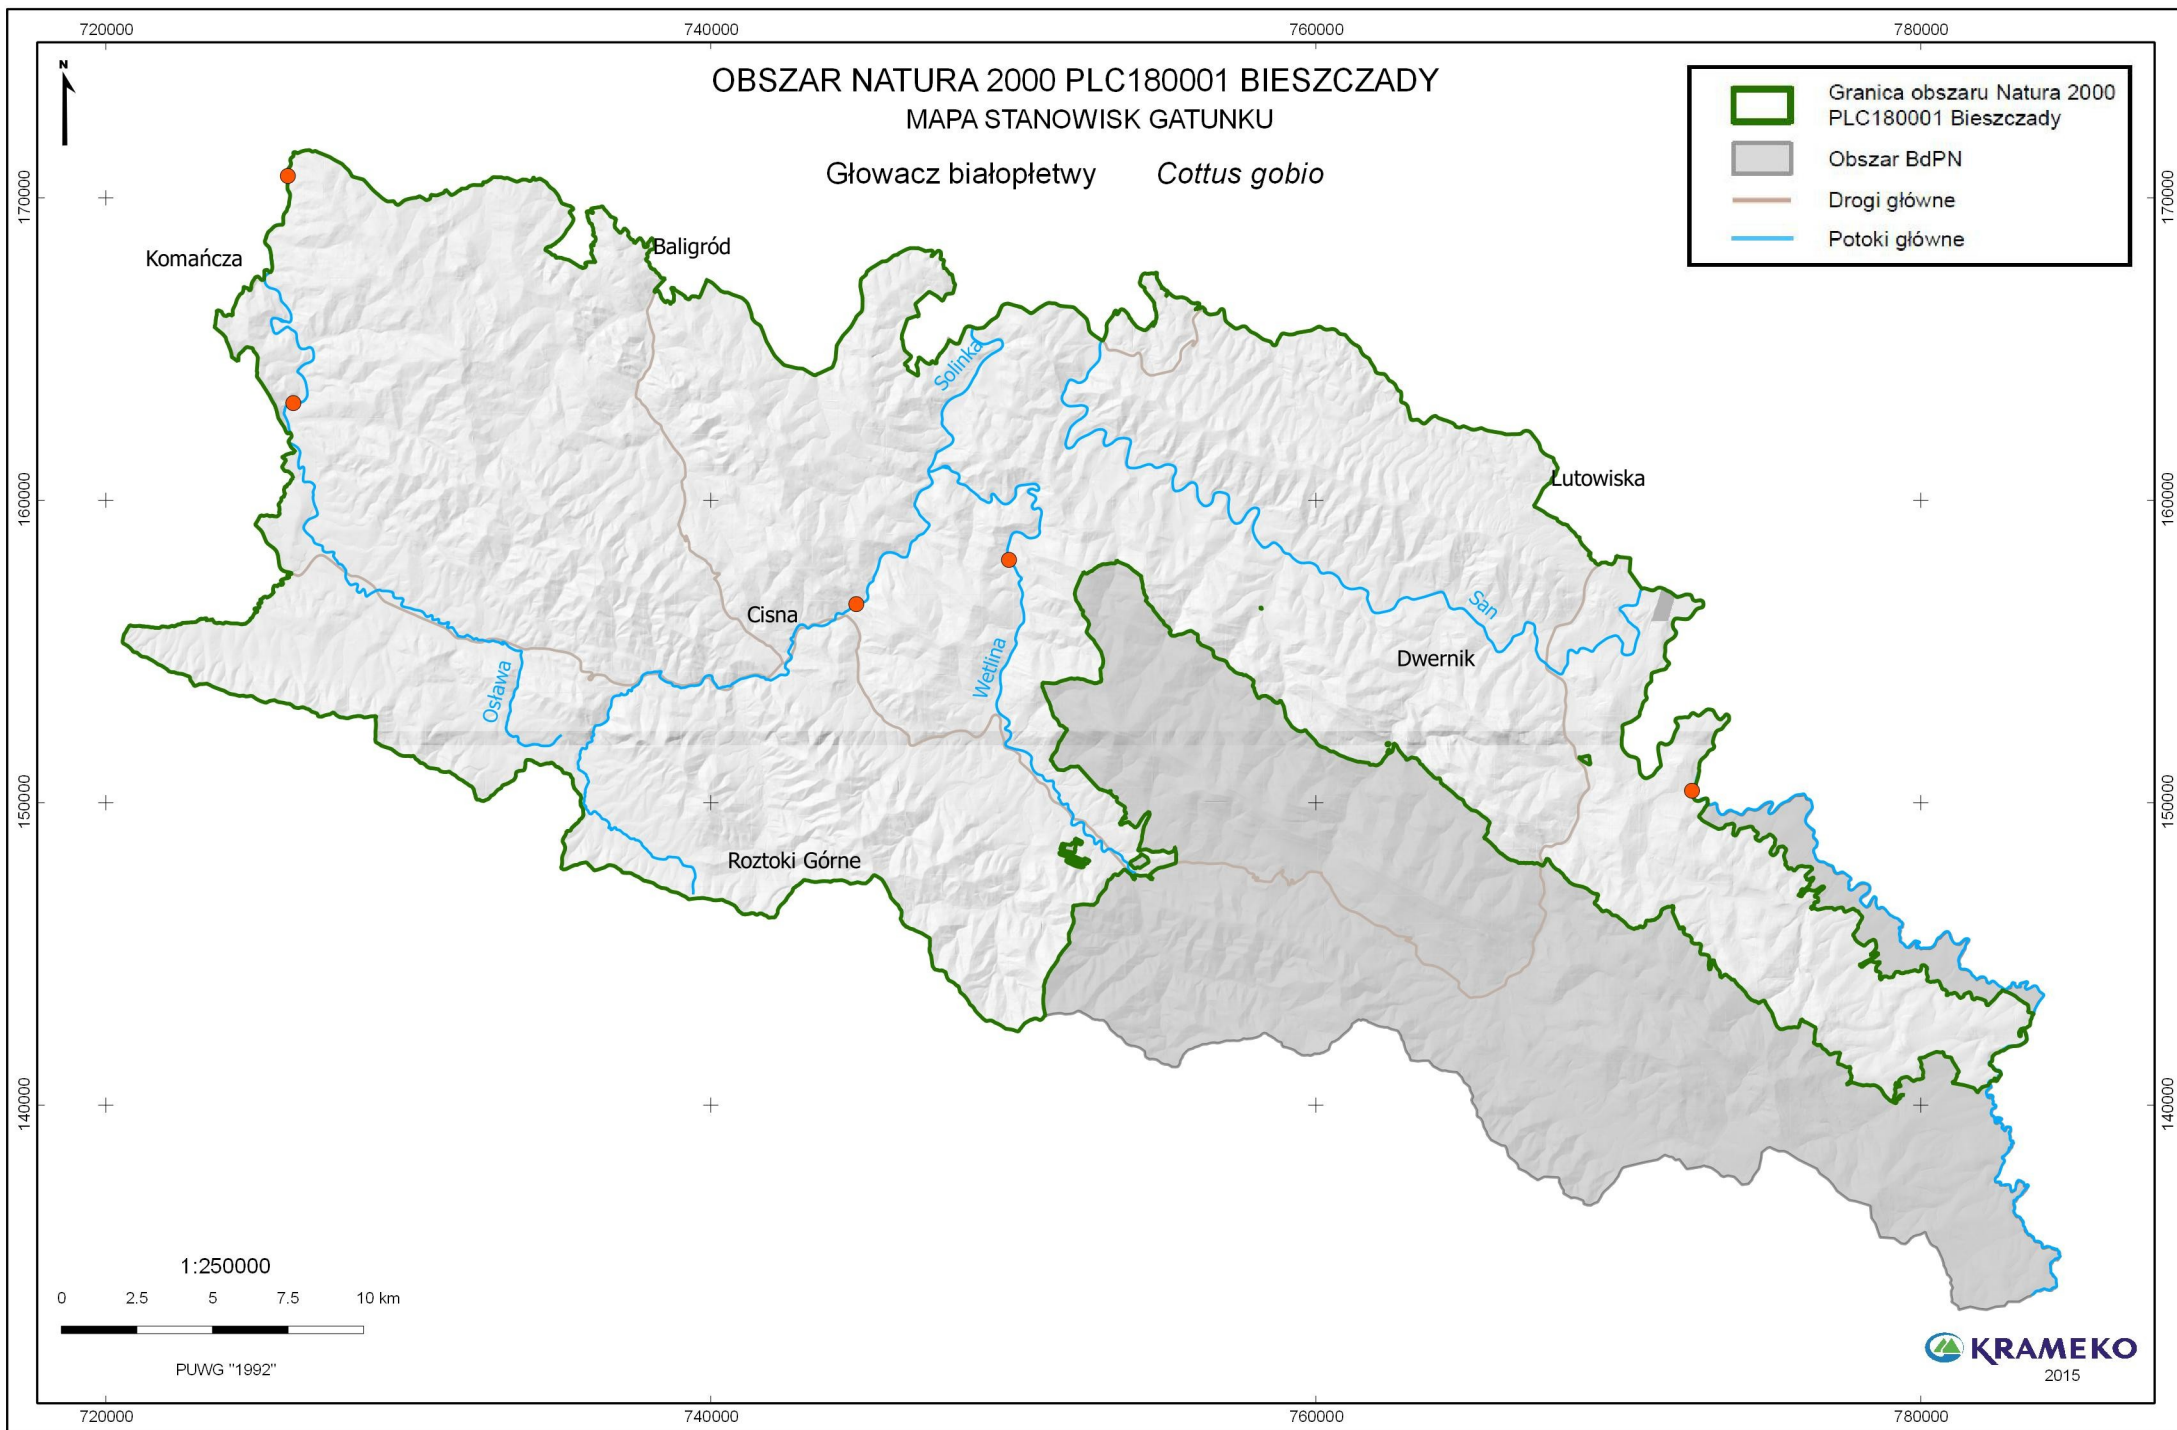 720000
740000
760000
780000
N
OBSZAR NATURA 2000 PLC180001 BIESZCZADY
MAPA STANOWISK GATUNKU
Głowacz białopłetwy Cottus gobio
Granica obszaru Natura 2000
PLC180001 Bieszczady
Obszar BdPN
Drogi główne
Potoki główne
170000
170000
Komańcza
Baligród
Solinka
Lutowiska
160000
160000
Cisna
San
Dwernik
Wetlina
Osława
150000
150000
Roztoki Górne
140000
140000
1:250000
0 2.5 5 7.5 10 km
PUWG "1992"
KRAMEKO
2015
720000
740000
760000
780000